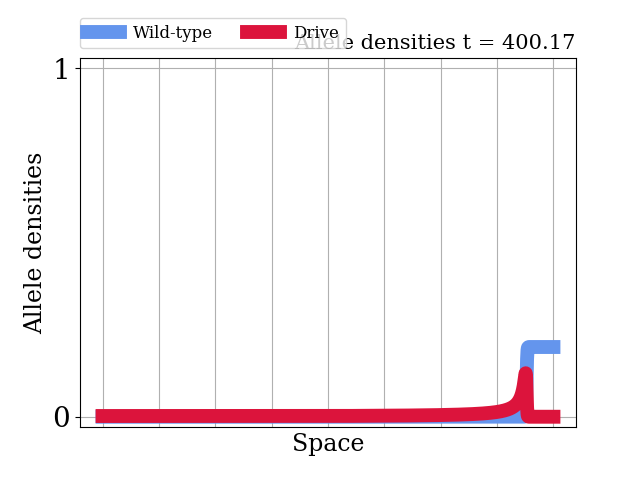 Wild-type Drive
Allele densities t = 400.17
1
Allele densities
0
Space